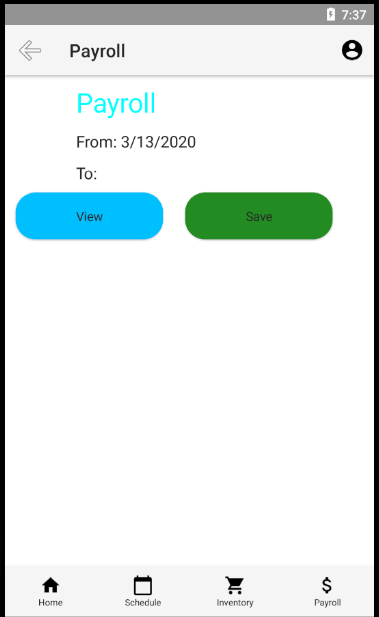 7:37
Payroll
Payroll
From: 3/13/2020
To:
View Save
Home Schedule Inventory Payroll